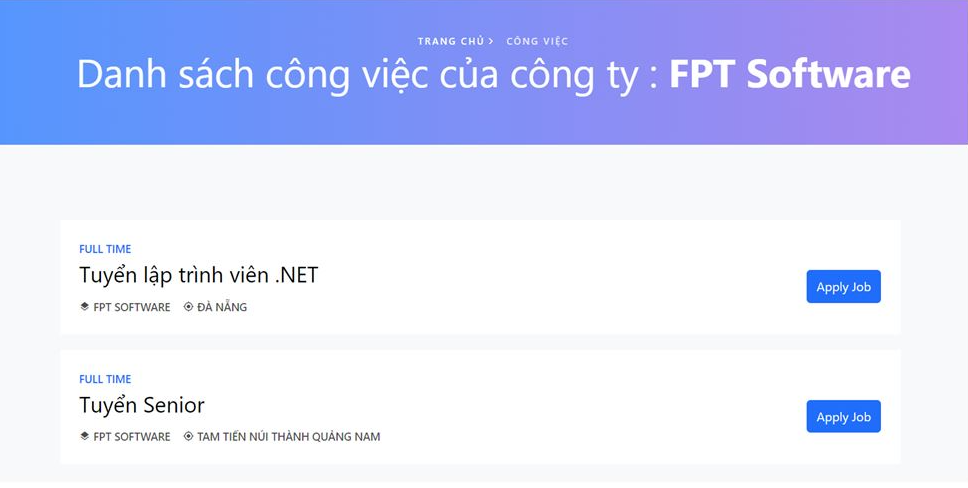 TRANG CHỦ > CÔNG VIỆC
Danh sách công việc của công ty : FPT Software
FULL TIME
Tuyển lập trình viên .NET
FPT SOFTWARE ĐÀ NẴNG
Apply Job
FULL TIME
Tuyển Senior
FPT SOFTWARE TAM TIẾN NÚI THÀNH QUẢNG NAM
Apply Job